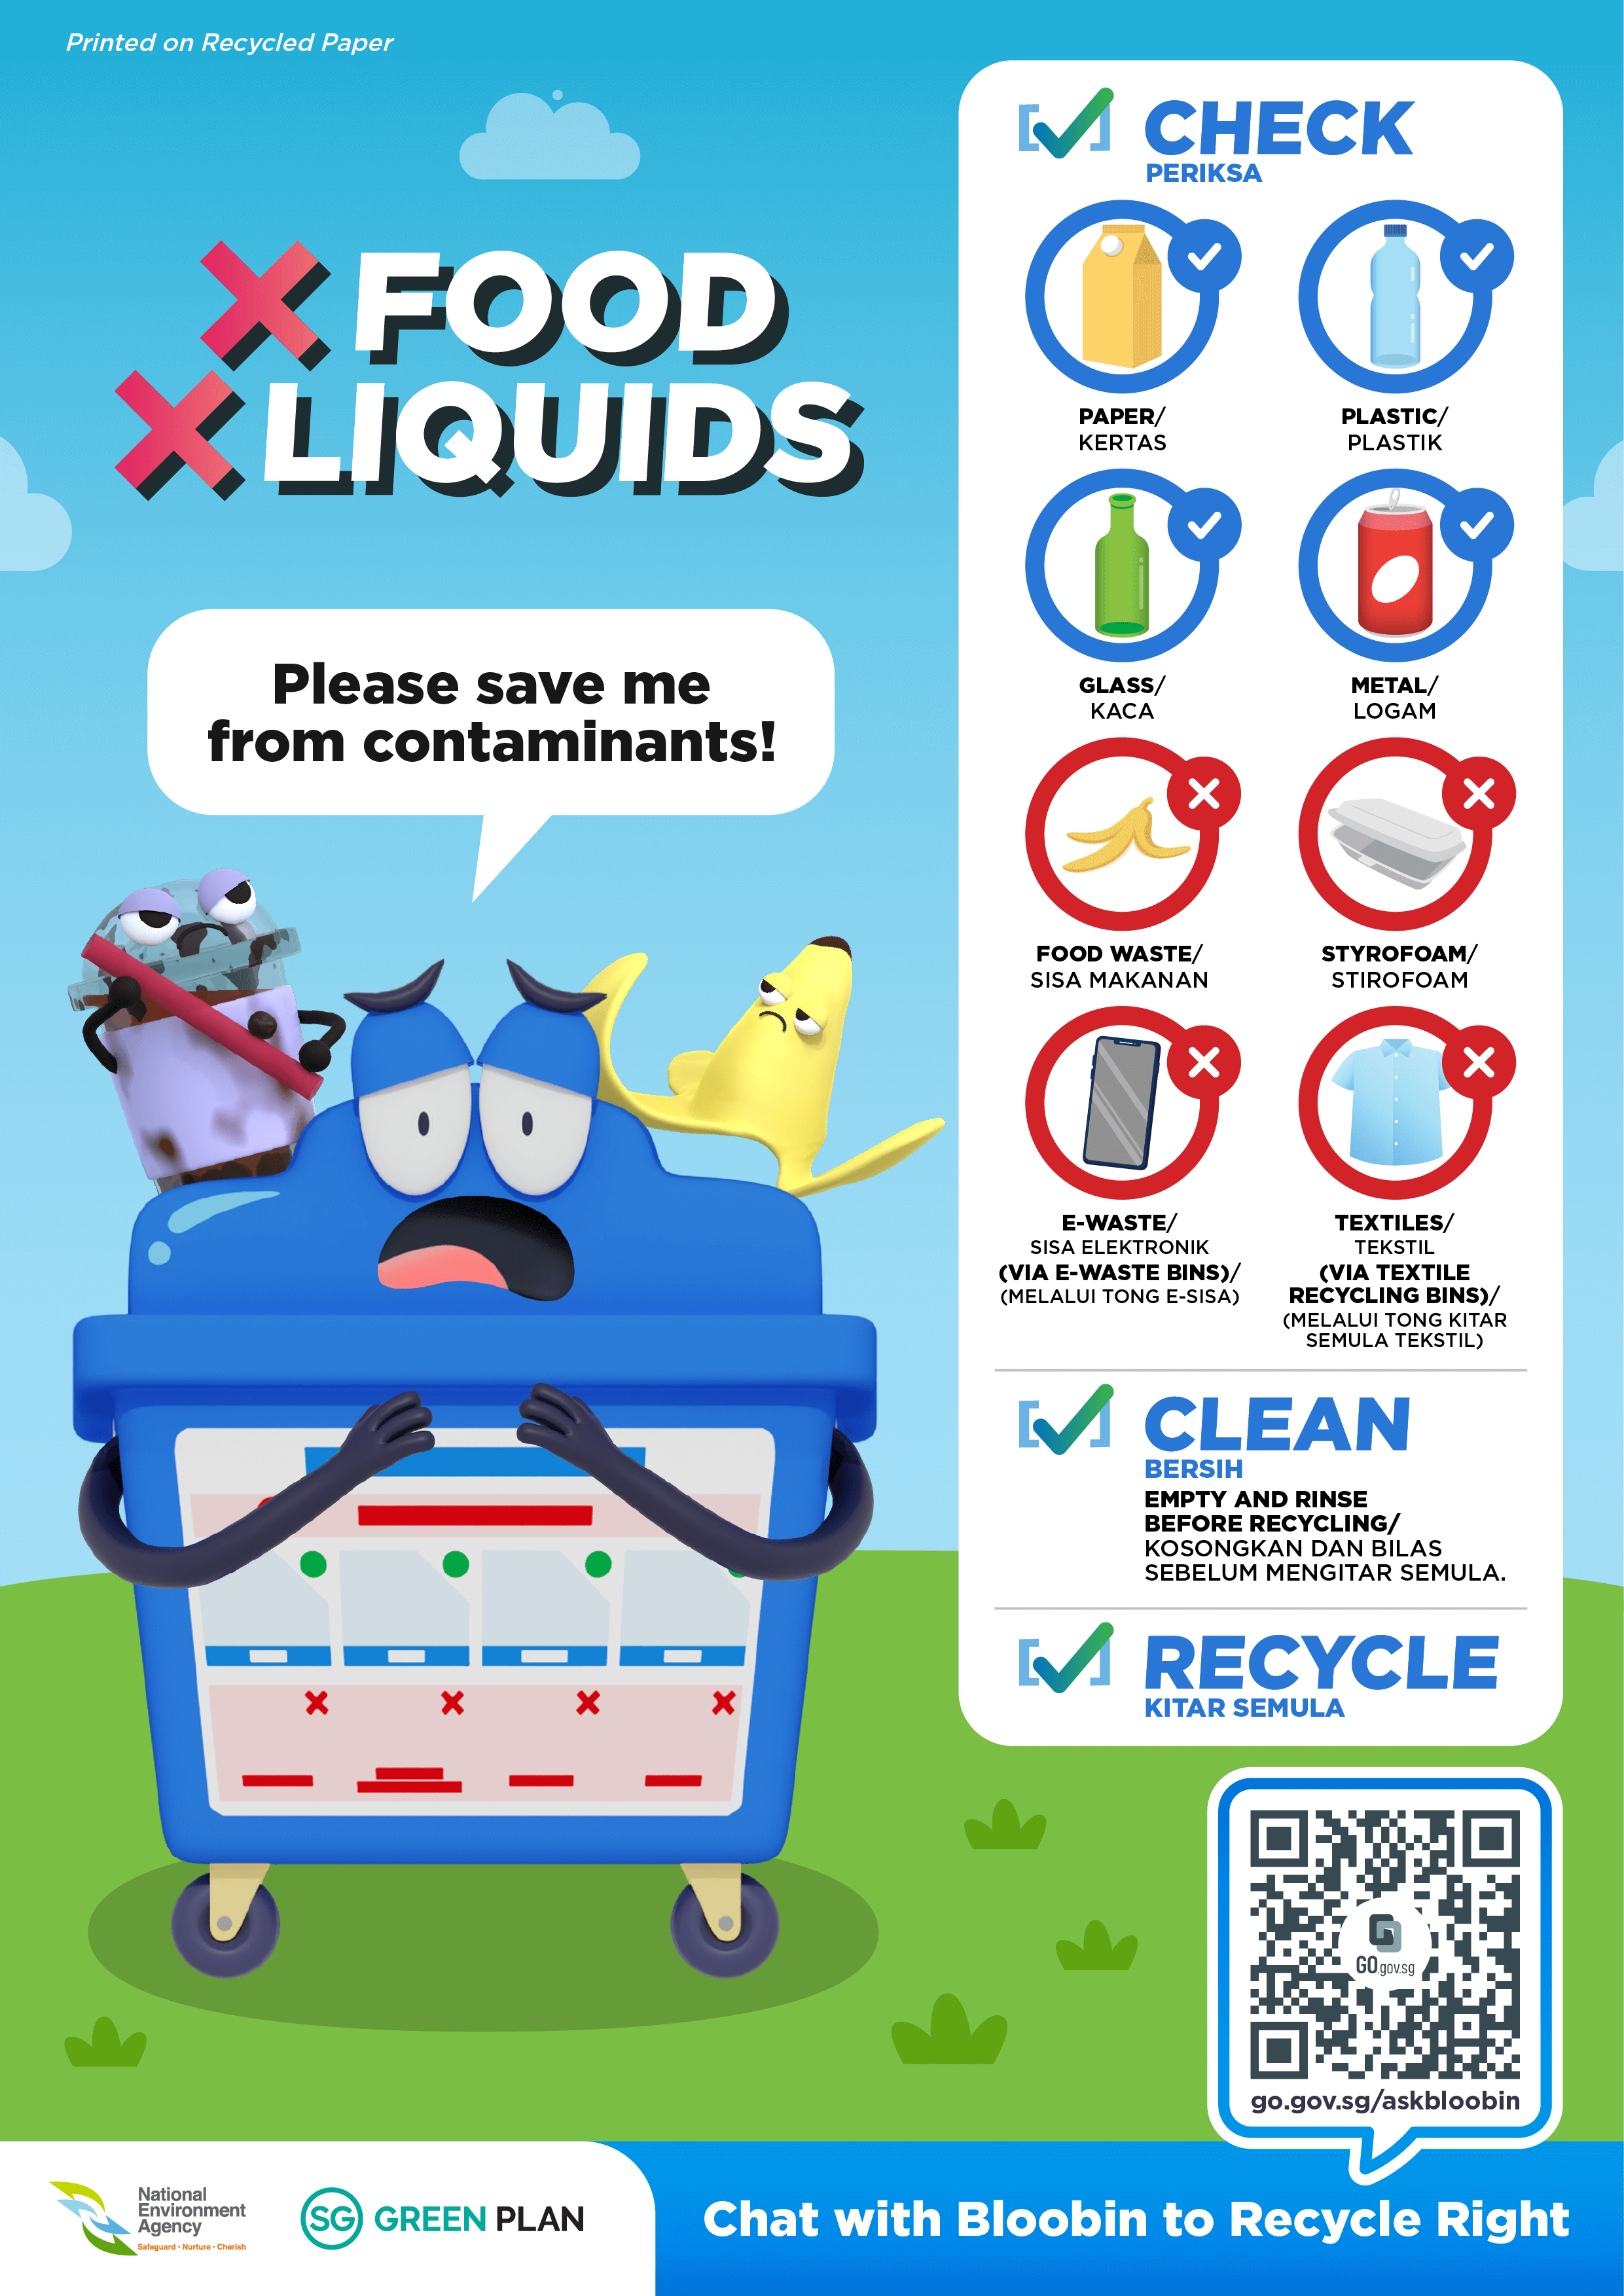 Printed on Recycled Paper
FOOD
LIQUIDS
Please save me
from contaminants!
CHECK
PERIKSA
PAPER/
KERTAS
PLASTIC/
PLASTIK
GLASS/
KACA
METAL/
LOGAM
FOOD WASTE/
SISA MAKANAN
STYROFOAM/
STIROFOAM
E-WASTE/
SISA ELEKTRONIK
(VIA E-WASTE BINS)/
(MELALUI TONG E-SISA)
TEXTILES/
TEKSTIL
(VIA TEXTILE
RECYCLING BINS)/
(MELALUI TONG KITAR
SEMULA TEKSTIL)
CLEAN
BERSIH
EMPTY AND RINSE
BEFORE RECYCLING/
KOSONGKAN DAN BILAS
SEBELUM MENGITAR SEMULA.
RECYCLE
KITAR SEMULA
GO.gov.sg
go.gov.sg/askbloobin
National
Environment
Agency
Safeguard · Nurture · Cherish
SG GREEN PLAN
Chat with Bloobin to Recycle Right